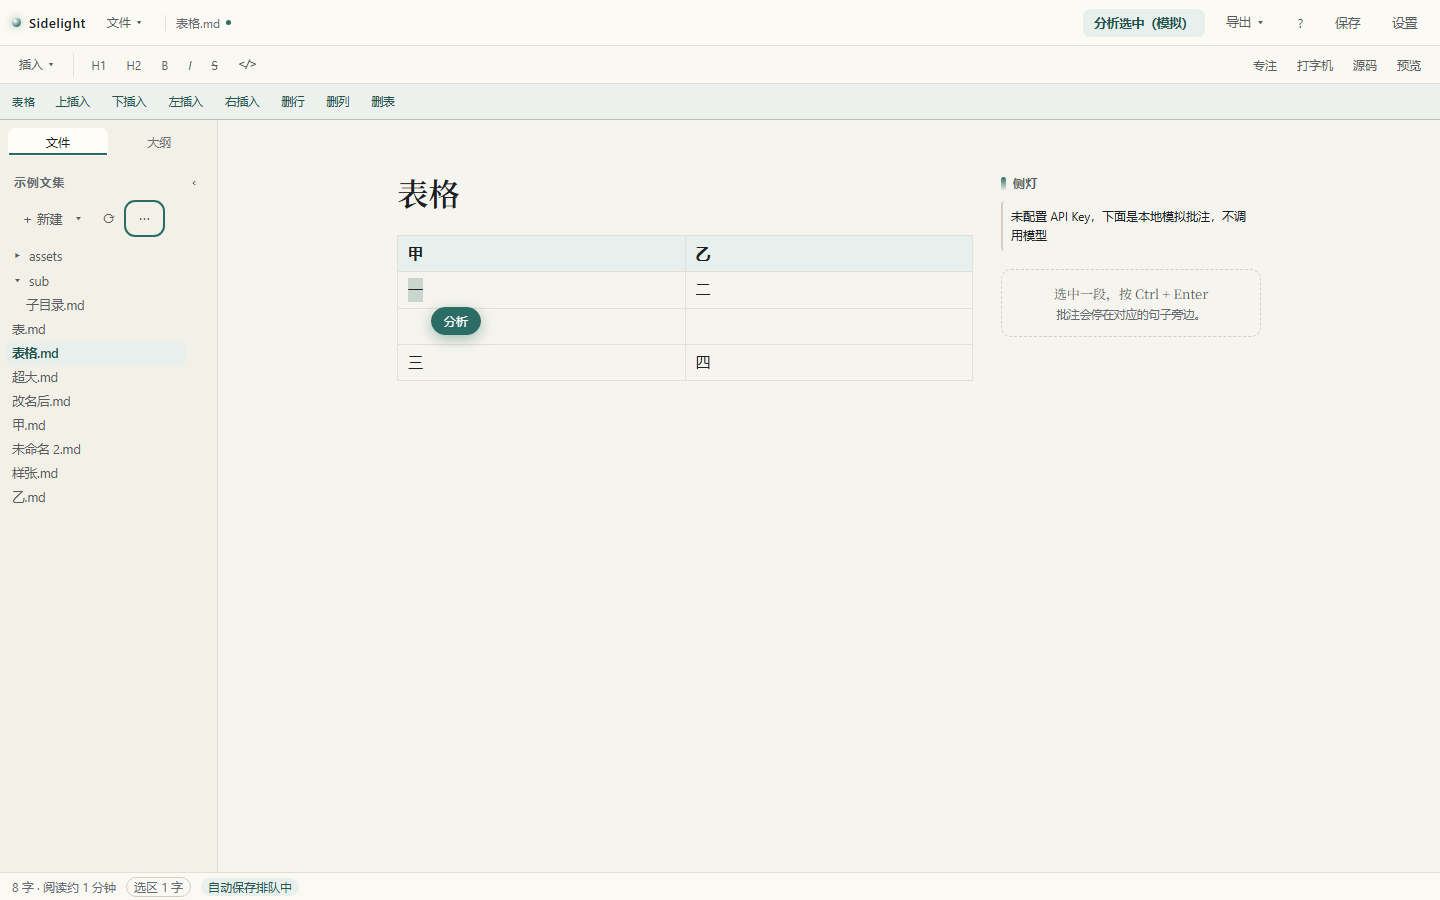 Sidelight 文件 表格.md 分析选中（模拟） 导出 ? 保存 设置
插入 H1 H2 B I S </> 专注 打字机 源码 预览
表格 上插入 下插入 左插入 右插入 删行 删列 删表
文件 大纲
示例文集
+ 新建 ...
assets
sub
子目录.md
表.md
表格.md
超大.md
改名后.md
甲.md
未命名 2.md
样张.md
乙.md
表格
甲 乙
一 二
分析
三 四
侧灯
未配置 API Key，下面是本地模拟批注，不调
用模型
选中一段，按 Ctrl + Enter
批注会停在对应的句子旁边。
8 字 · 阅读约 1 分钟 选区 1 字 自动保存排队中